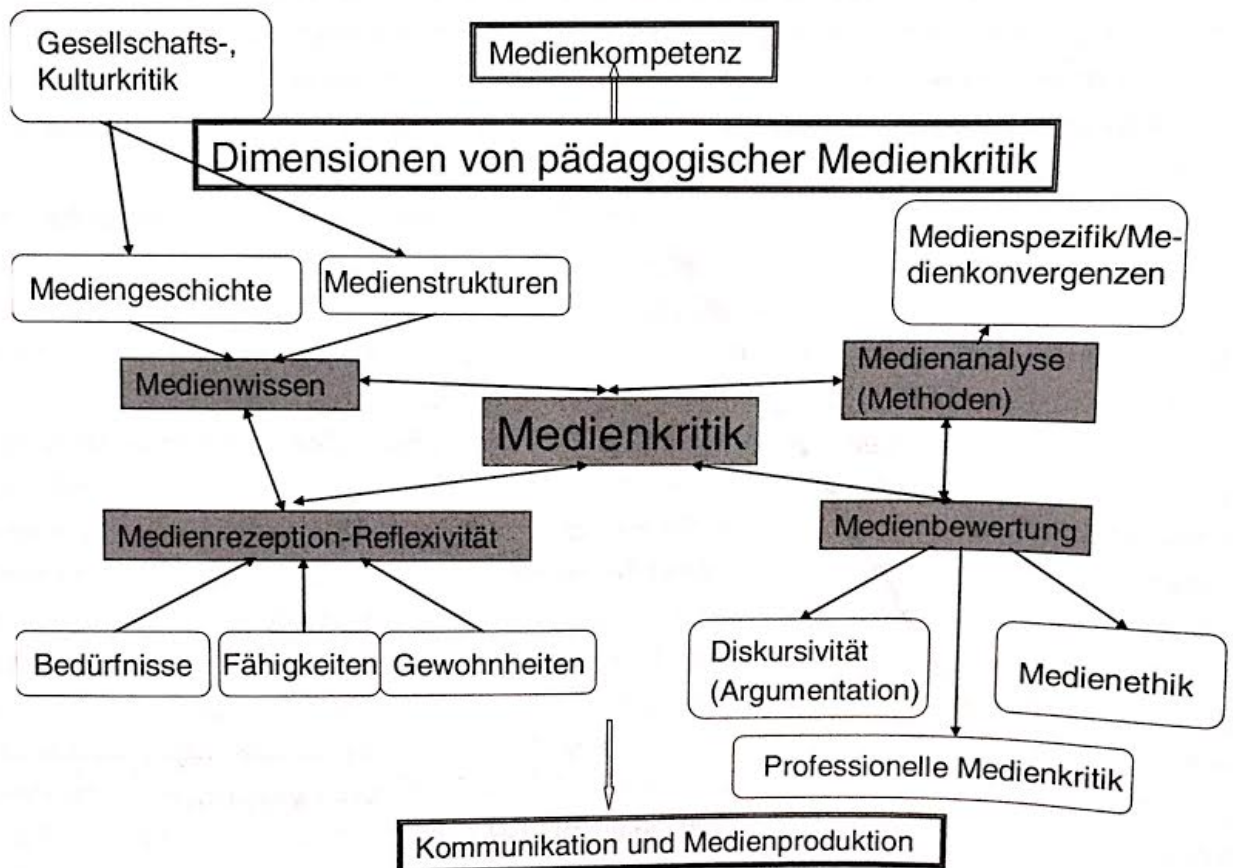 Gesellschafts-,
Kulturkritik
Medienkompetenz
Dimensionen von pädagogischer Medienkritik
Medienspezifik/Me-
dienkonvergenzen
Mediengeschichte
Medienstrukturen
Medienwissen
Medienanalyse
(Methoden)
Medienkritik
Medienrezeption-Reflexivität
Medienbewertung
Bedürfnisse
Fähigkeiten
Gewohnheiten
Diskursivität
(Argumentation)
Medienethik
Professionelle Medienkritik
Kommunikation und Medienproduktion